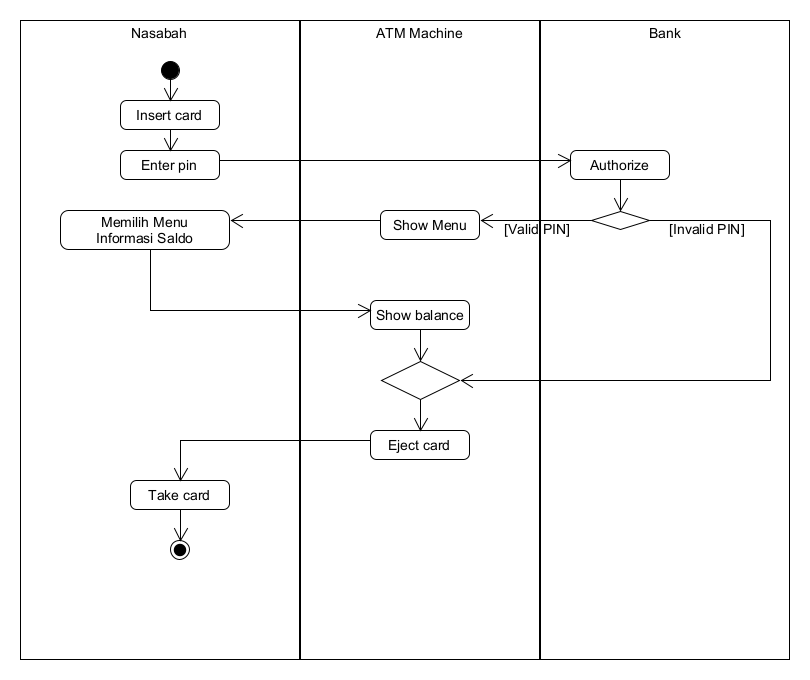 Nasabah
ATM Machine
Bank
Insert card
Enter pin
Authorize
Memilih Menu
Informasi Saldo
Show Menu
[Valid PIN]
[Invalid PIN]
Show balance
Eject card
Take card